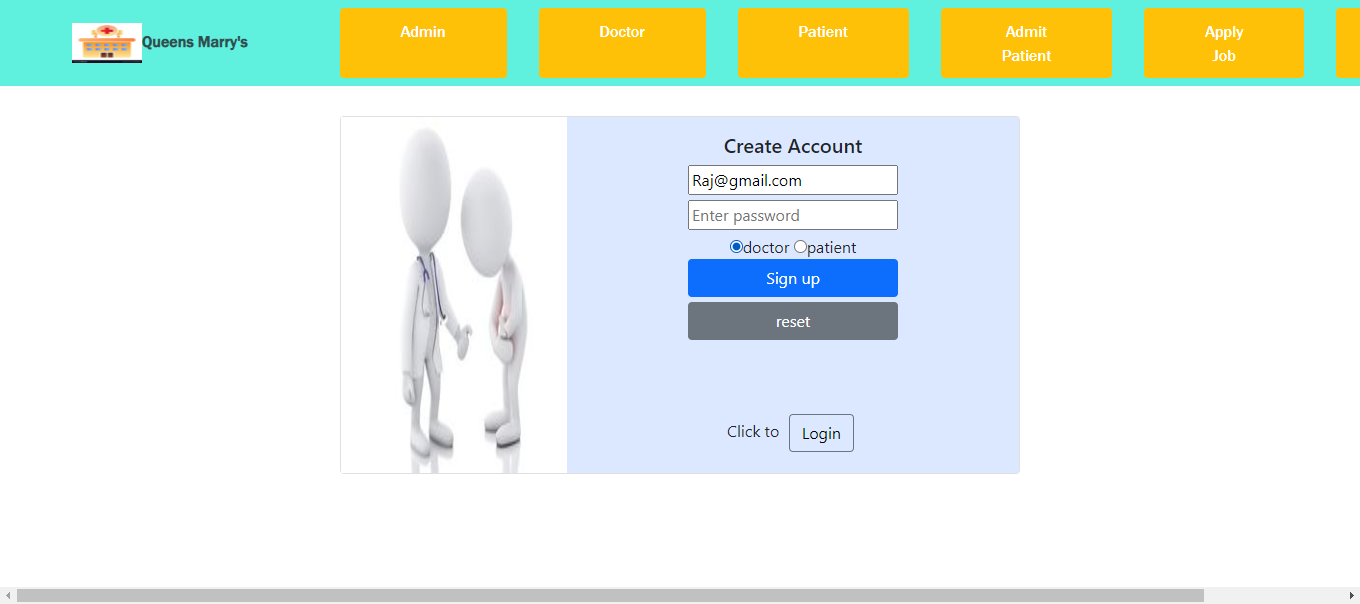 Queens Marry's
Admin
Doctor
Patient
Admit
Patient
Apply
Job
Create Account
Raj@gmail.com
Enter password
doctor patient
Sign up
reset
Click to Login